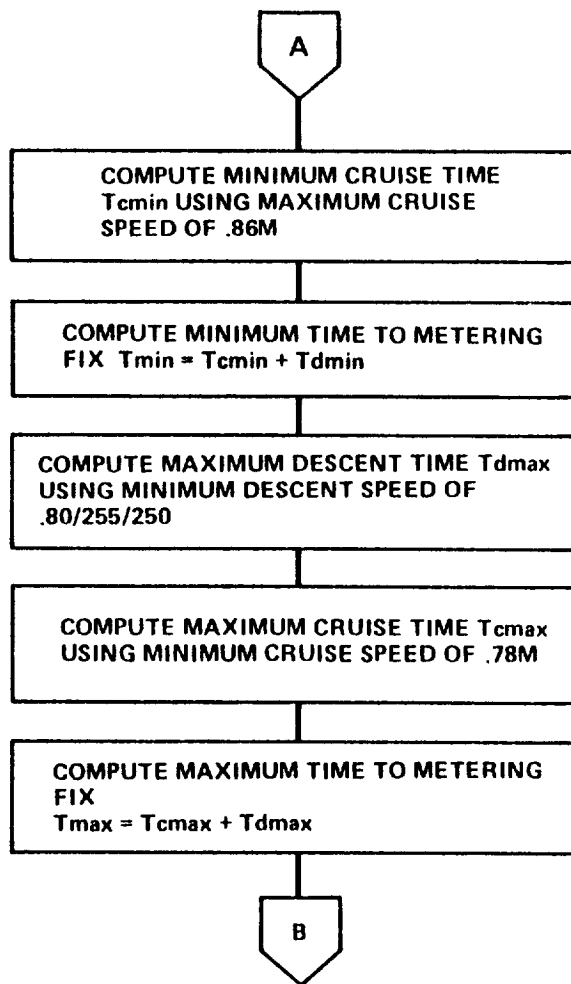 A
COMPUTE MINIMUM CRUISE TIME
Tcmin USING MAXIMUM CRUISE
SPEED OF .86M
COMPUTE MINIMUM TIME TO METERING
FIX Tmin = Tcmin + Tdmin
COMPUTE MAXIMUM DESCENT TIME Tdmax
USING MINIMUM DESCENT SPEED OF
.80/255/250
COMPUTE MAXIMUM CRUISE TIME Tcmax
USING MINIMUM CRUISE SPEED OF .78M
COMPUTE MAXIMUM TIME TO METERING
FIX
Tmax = Tcmax + Tdmax
B